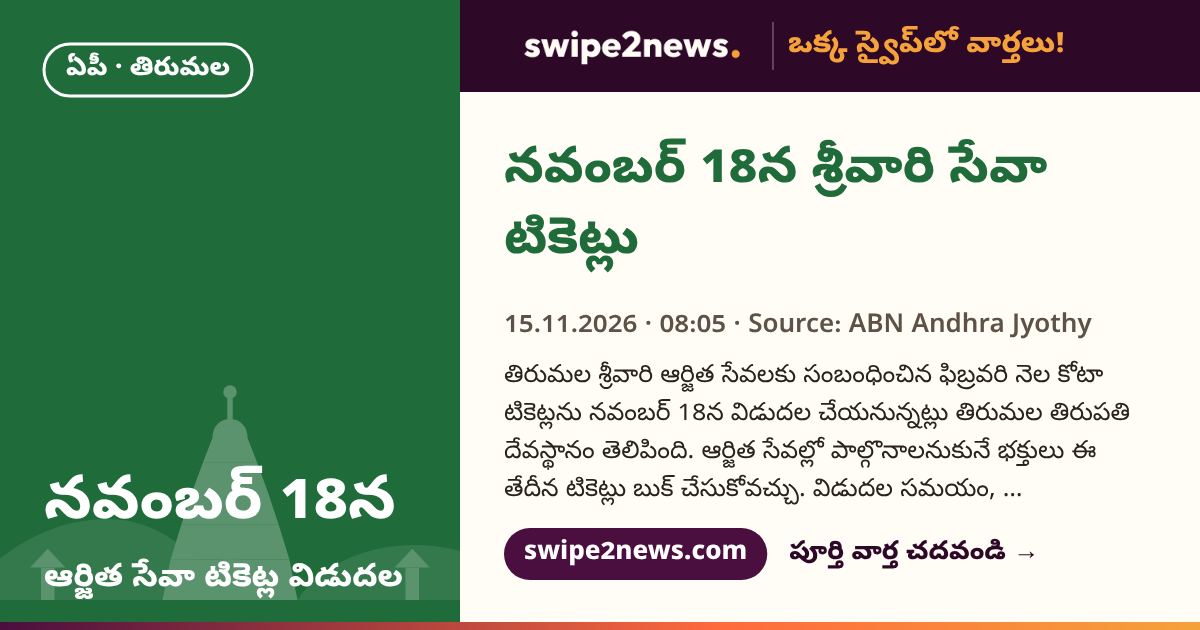 ఏపీ · తిరుమల
నవంబర్ 18న
ఆర్జిత సేవా టికెట్ల విడుదల
swipe2news. ఒక్క స్వైప్‌లో వార్తలు!
నవంబర్ 18న శ్రీవారి సేవా
టికెట్లు
15.11.2026 · 08:05 · Source: ABN Andhra Jyothy
తిరుమల శ్రీవారి ఆర్జిత సేవలకు సంబంధించిన ఫిబ్రవరి నెల కోటా
టికెట్లను నవంబర్ 18న విడుదల చేయనున్నట్లు తిరుమల తిరుపతి
దేవస్థానం తెలిపింది. ఆర్జిత సేవల్లో పాల్గొనాలనుకునే భక్తులు ఈ
తేదీన టికెట్లు బుక్ చేసుకోవచ్చు. విడుదల సమయం, ...
swipe2news.com పూర్తి వార్త చదవండి →